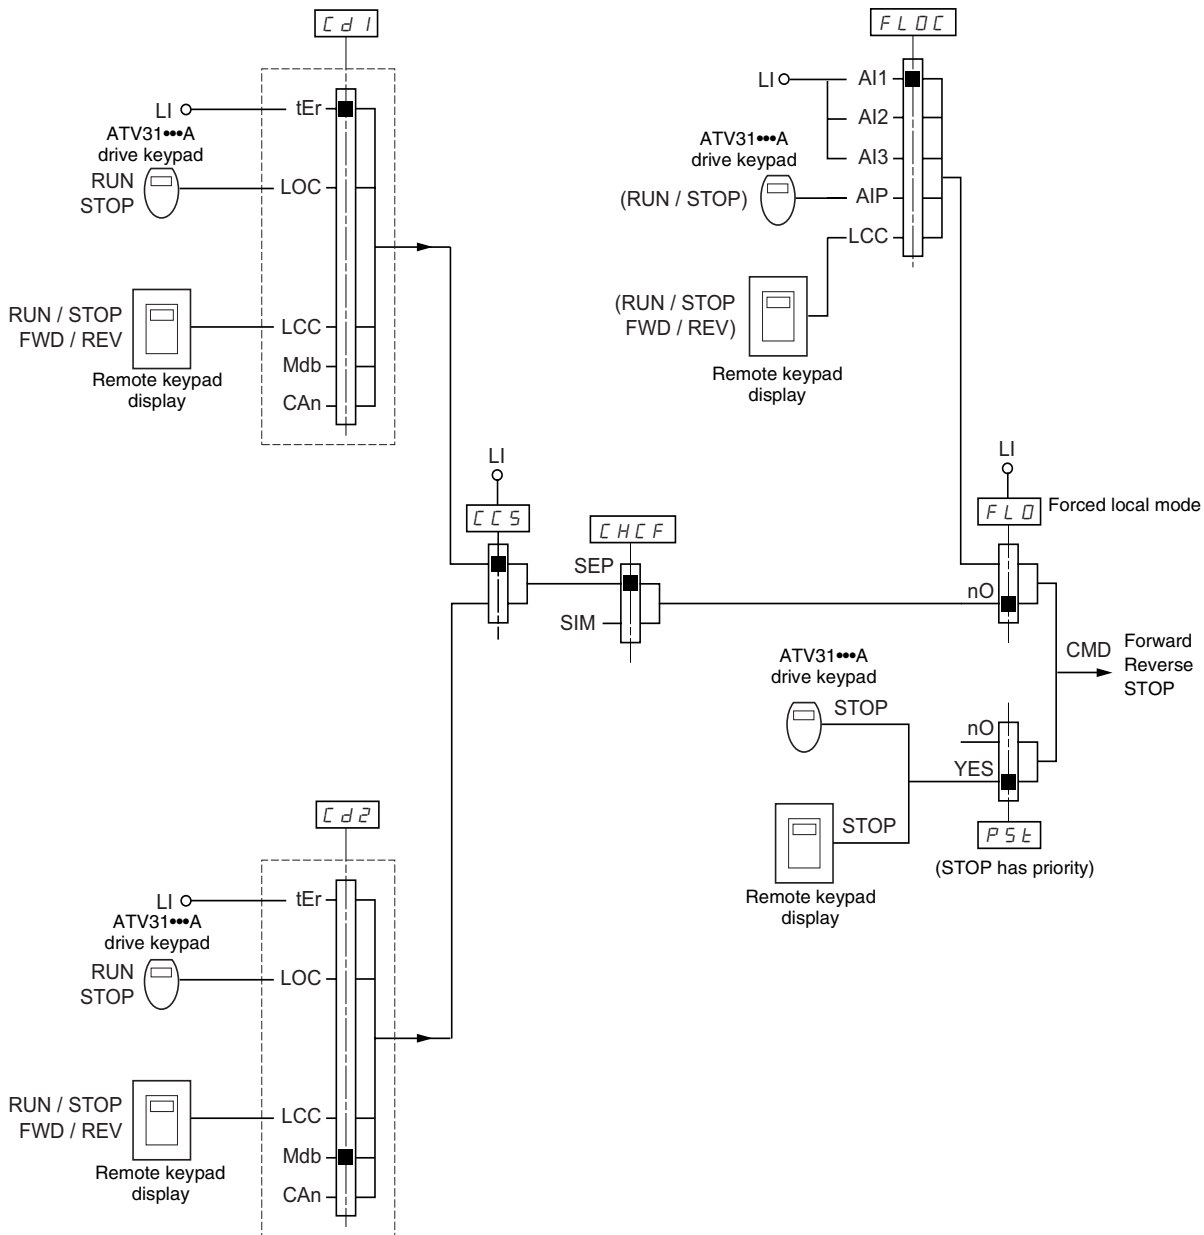 Cd1
LI
tEr
ATV31•••A
drive keypad
RUN
STOP
LOC
RUN / STOP
FWD / REV
LCC
Mdb
CAn
Remote keypad
display
FLOC
LI
AI1
AI2
AI3
ATV31•••A
drive keypad
(RUN / STOP)
AIP
LCC
(RUN / STOP
FWD / REV)
Remote keypad
display
LI
CCS
CHCF
SEP
SIM
LI
FLO
Forced local mode
nO
CMD
Forward
Reverse
STOP
ATV31•••A
drive keypad
STOP
nO
YES
STOP
PSt
(STOP has priority)
Remote keypad
display
Cd2
LI
tEr
ATV31•••A
drive keypad
RUN
STOP
LOC
RUN / STOP
FWD / REV
LCC
Mdb
CAn
Remote keypad
display